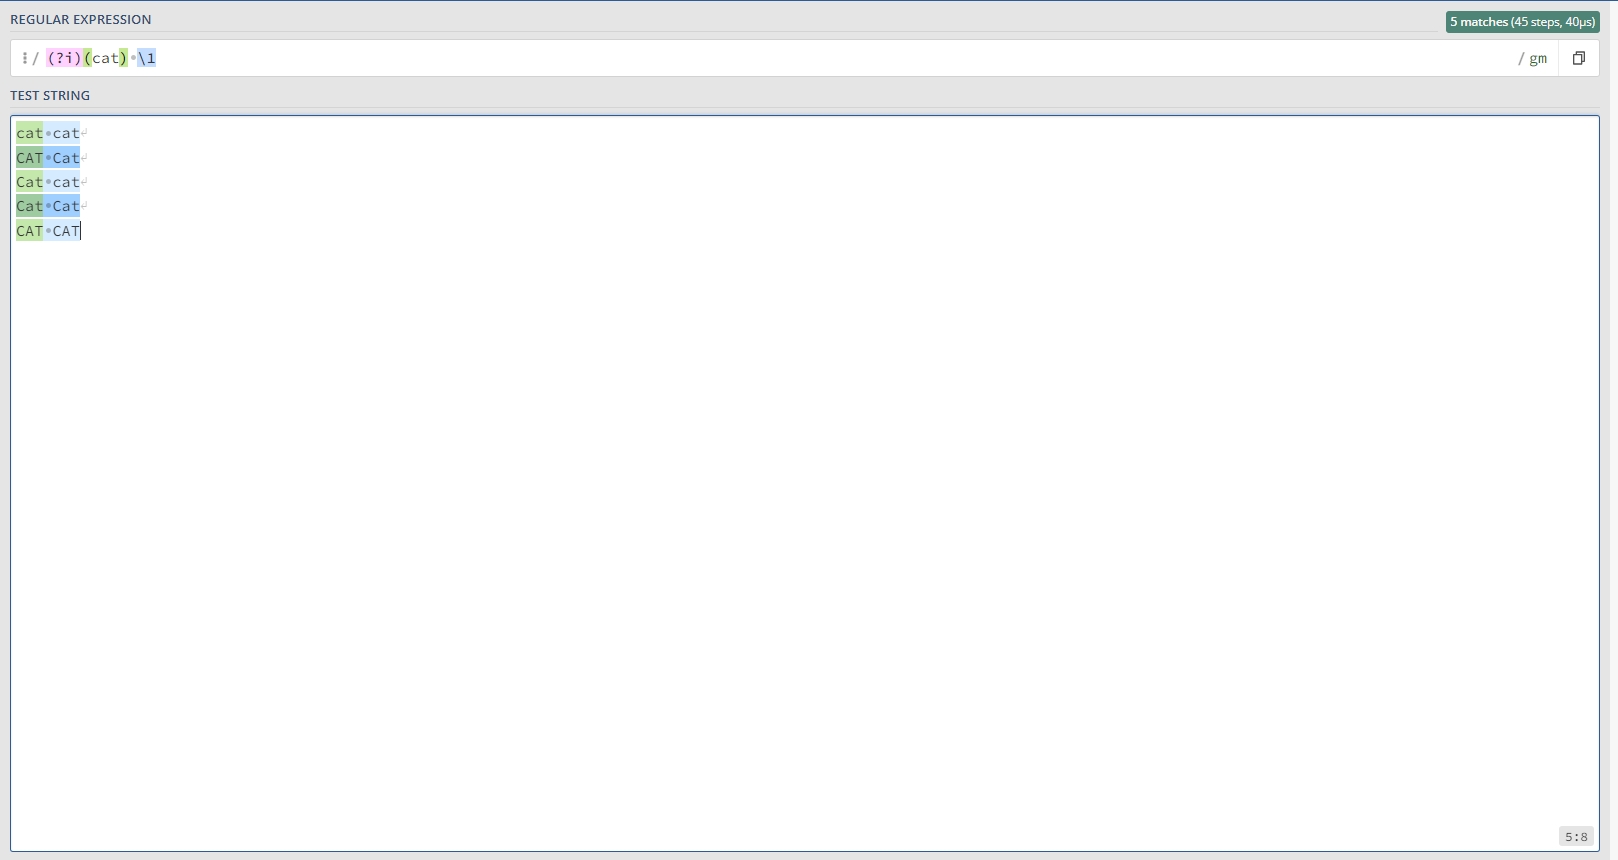 REGULAR EXPRESSION
5 matches (45 steps, 40µs)
/ (?i)(cat)·\1
/ gm
TEST STRING
cat·cat↵
CAT·Cat↵
Cat·cat↵
Cat·Cat↵
CAT·CAT
5:8